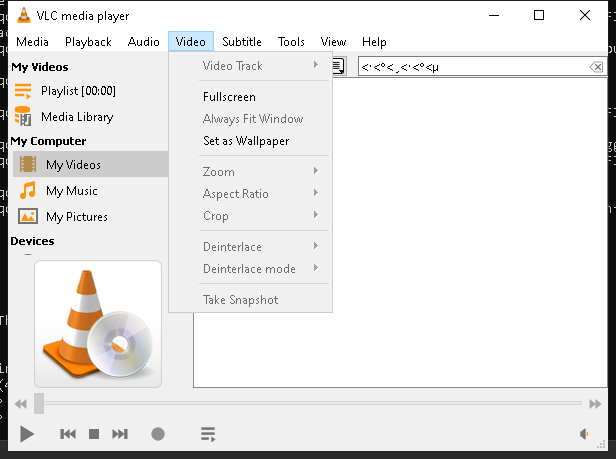 VLC media player
Media Playback Audio Video Subtitle Tools View Help
My Videos
Playlist [00:00]
Media Library
My Computer
My Videos
My Music
My Pictures
Devices
Video Track
Fullscreen
Always Fit Window
Set as Wallpaper
Zoom
Aspect Ratio
Crop
Deinterlace
Deinterlace mode
Take Snapshot